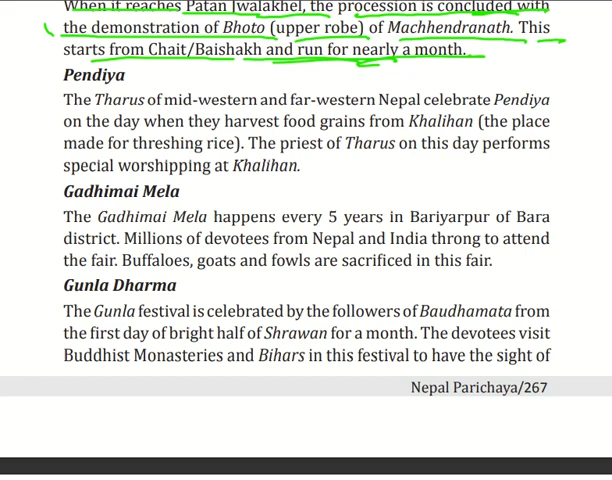 When it reaches Patan Jwalakhel, the procession is concluded with
the demonstration of Bhoto (upper robe) of Machhendranath. This
starts from Chait/Baishakh and run for nearly a month.
Pendiya
The Tharus of mid-western and far-western Nepal celebrate Pendiya
on the day when they harvest food grains from Khalihan (the place
made for threshing rice). The priest of Tharus on this day performs
special worshipping at Khalihan.
Gadhimai Mela
The Gadhimai Mela happens every 5 years in Bariyarpur of Bara
district. Millions of devotees from Nepal and India throng to attend
the fair. Buffaloes, goats and fowls are sacrificed in this fair.
Gunla Dharma
The Gunla festival is celebrated by the followers of Baudhamata from
the first day of bright half of Shrawan for a month. The devotees visit
Buddhist Monasteries and Bihars in this festival to have the sight of
Nepal Parichaya/267